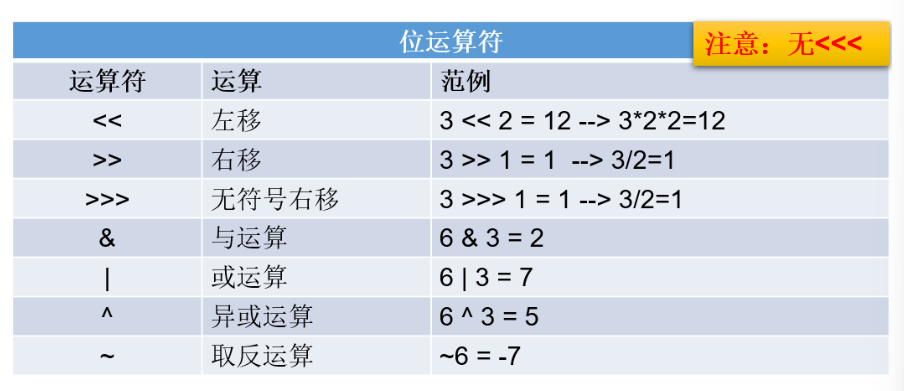 位运算符
注意：无<<<
运算符 运算 范例
<< 左移 3 << 2 = 12 --> 3*2*2=12
>> 右移 3 >> 1 = 1  --> 3/2=1
>>> 无符号右移 3 >>> 1 = 1 --> 3/2=1
& 与运算 6 & 3 = 2
| 或运算 6 | 3 = 7
^ 异或运算 6 ^ 3 = 5
~ 取反运算 ~6 = -7